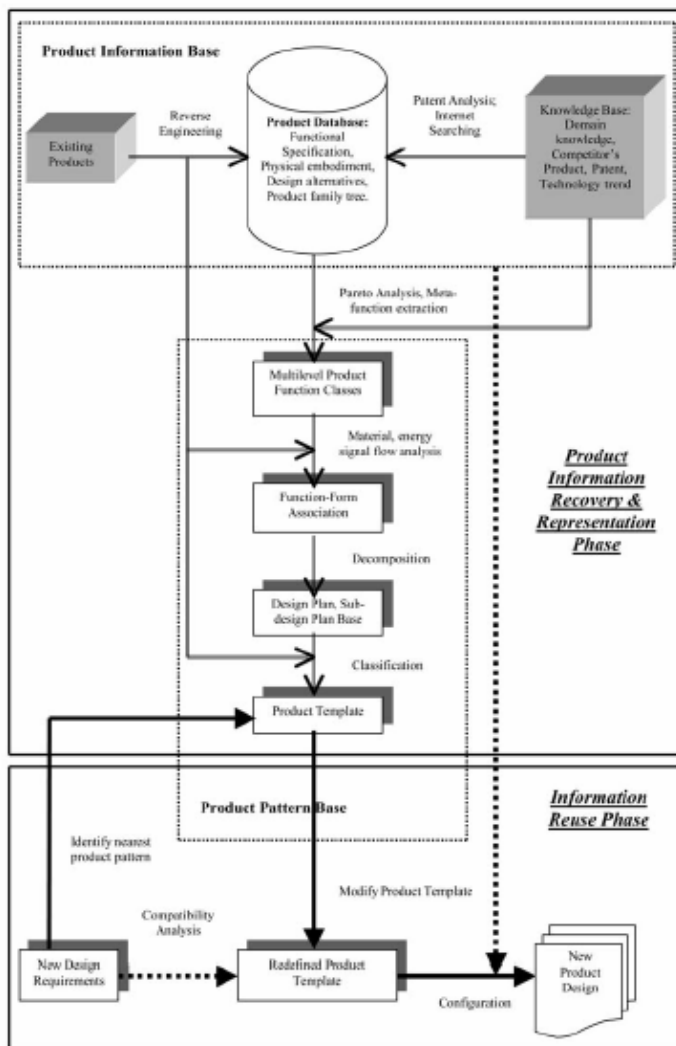 Product Information Base
Existing
Products
Reverse
Engineering
Product Database:
Functional
Specification,
Physical embodiment,
Design alternatives,
Product family tree.
Patent Analysis;
Internet
Searching
Knowledge Base:
Domain
knowledge,
Competitor's
Product, Patent,
Technology trend
Pareto Analysis, Meta-
function extraction
Multilevel Product
Function Classes
Material, energy
signal flow analysis
Function-Form
Association
Decomposition
Design Plan, Sub-
design Plan Base
Classification
Product Template
Product
Information
Recovery &
Representation
Phase
Product Pattern Base
Information
Reuse Phase
Identify nearest
product pattern
Modify Product Template
Compatibility
Analysis
New Design
Requirements
Redefined Product
Template
Configuration
New
Product
Design